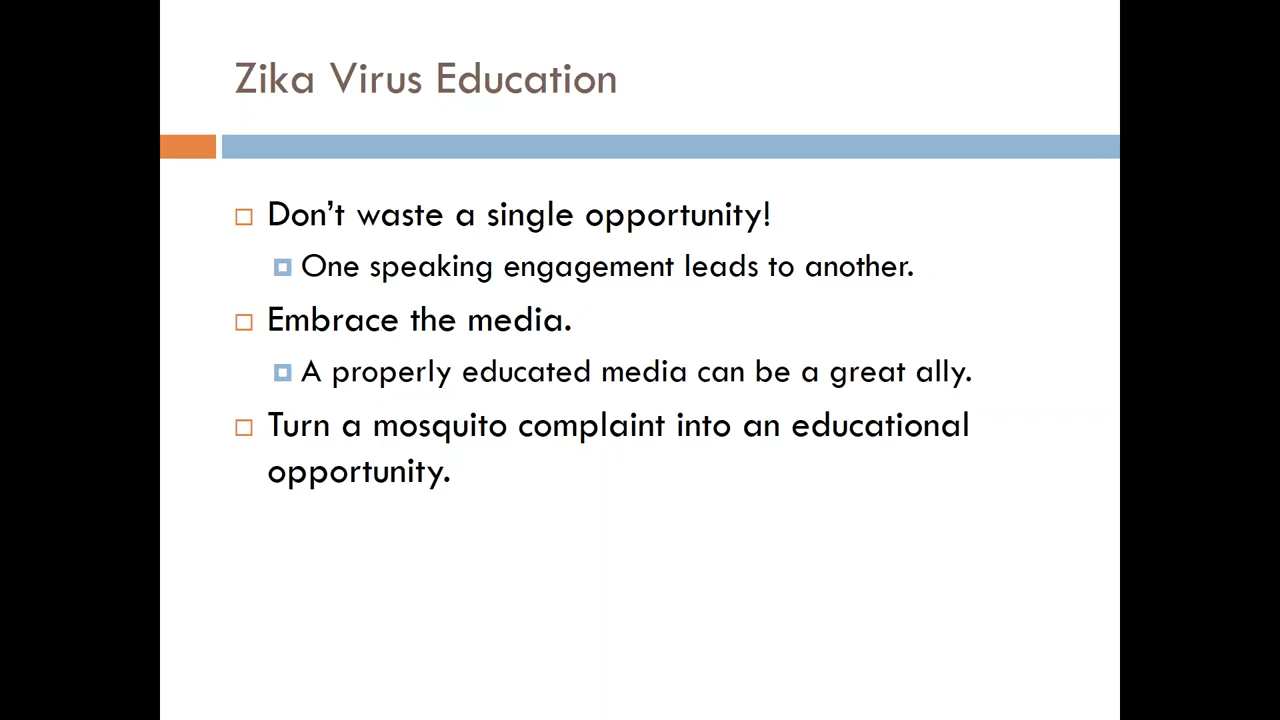 Zika Virus Education
Don't waste a single opportunity!
One speaking engagement leads to another.
Embrace the media.
A properly educated media can be a great ally.
Turn a mosquito complaint into an educational
opportunity.